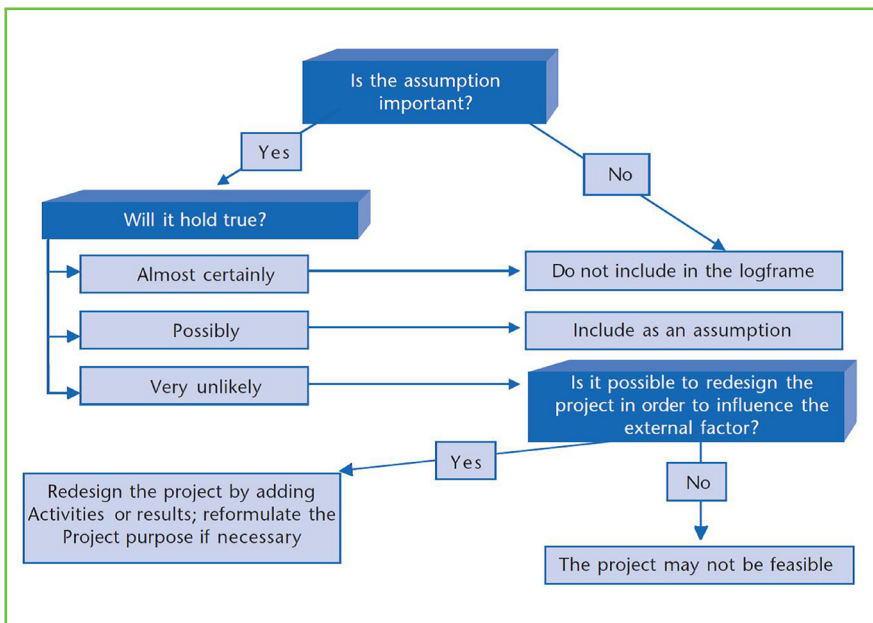 Is the assumption
important?
Yes
No
Will it hold true?
Almost certainly
Do not include in the logframe
Possibly
Include as an assumption
Very unlikely
Is it possible to redesign the
project in order to influence the
external factor?
Yes
No
Redesign the project by adding
Activities or results; reformulate the
Project purpose if necessary
The project may not be feasible